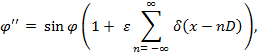 φ′′ = sin φ (1 + ε ∑_{n=−∞}^{∞} δ(x − nD)),